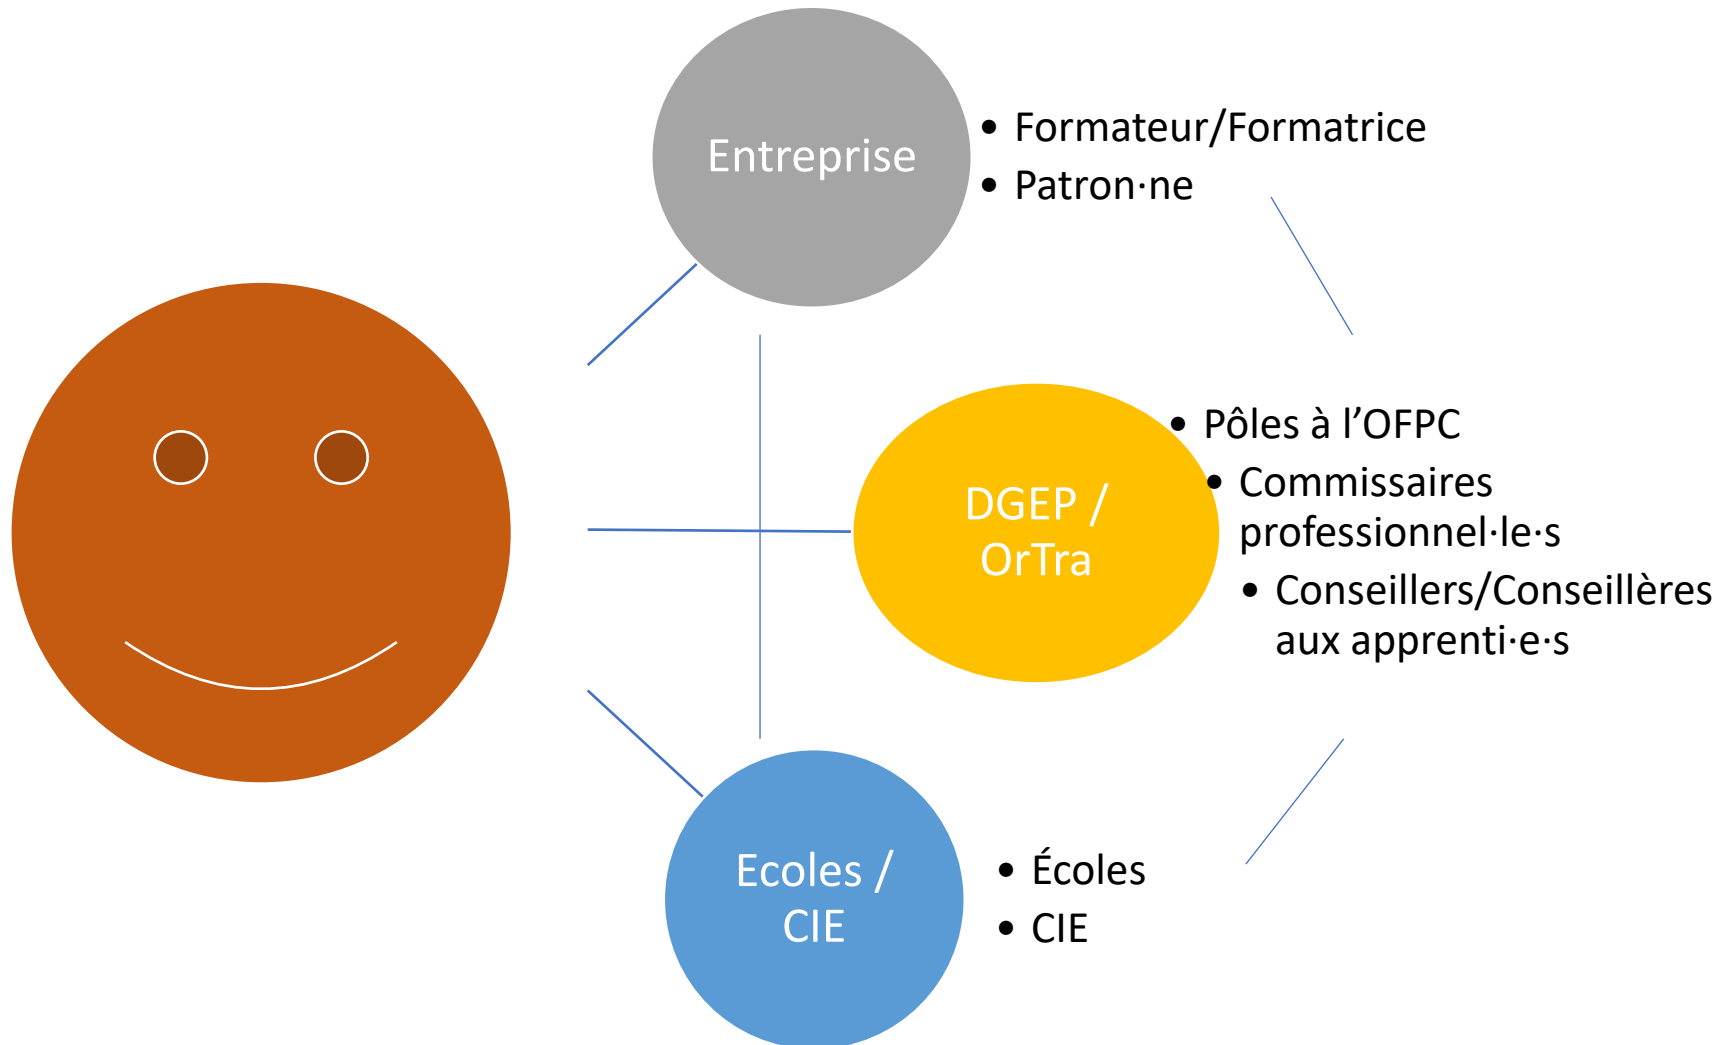 Entreprise
• Formateur/Formatrice
• Patron·ne
DGEP /
OrTra
• Pôles à l’OFPC
• Commissaires
professionnel·le·s
• Conseillers/Conseillères
aux apprenti·e·s
Ecoles /
CIE
• Écoles
• CIE